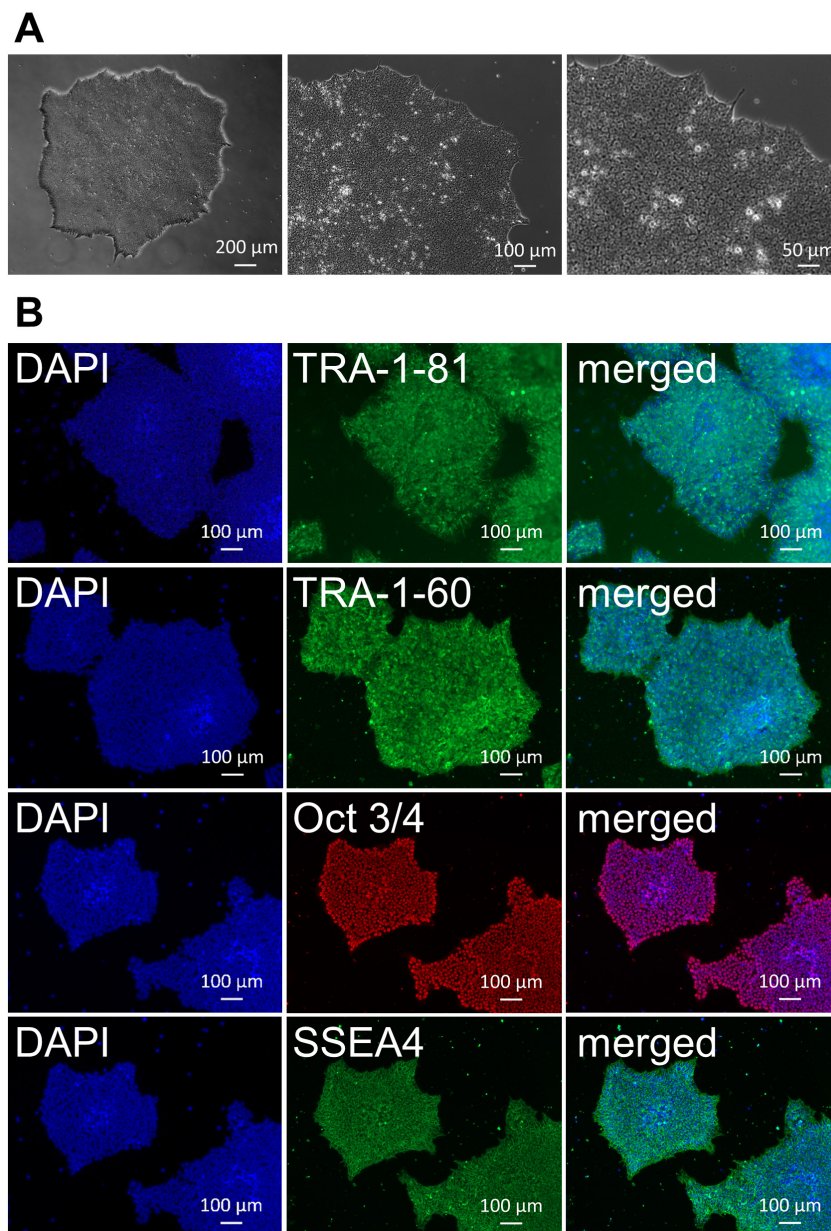 A
200 µm
100 µm
50 µm
B
DAPI TRA-1-81 merged
100 µm 100 µm 100 µm
DAPI TRA-1-60 merged
100 µm 100 µm 100 µm
DAPI Oct 3/4 merged
100 µm 100 µm 100 µm
DAPI SSEA4 merged
100 µm 100 µm 100 µm